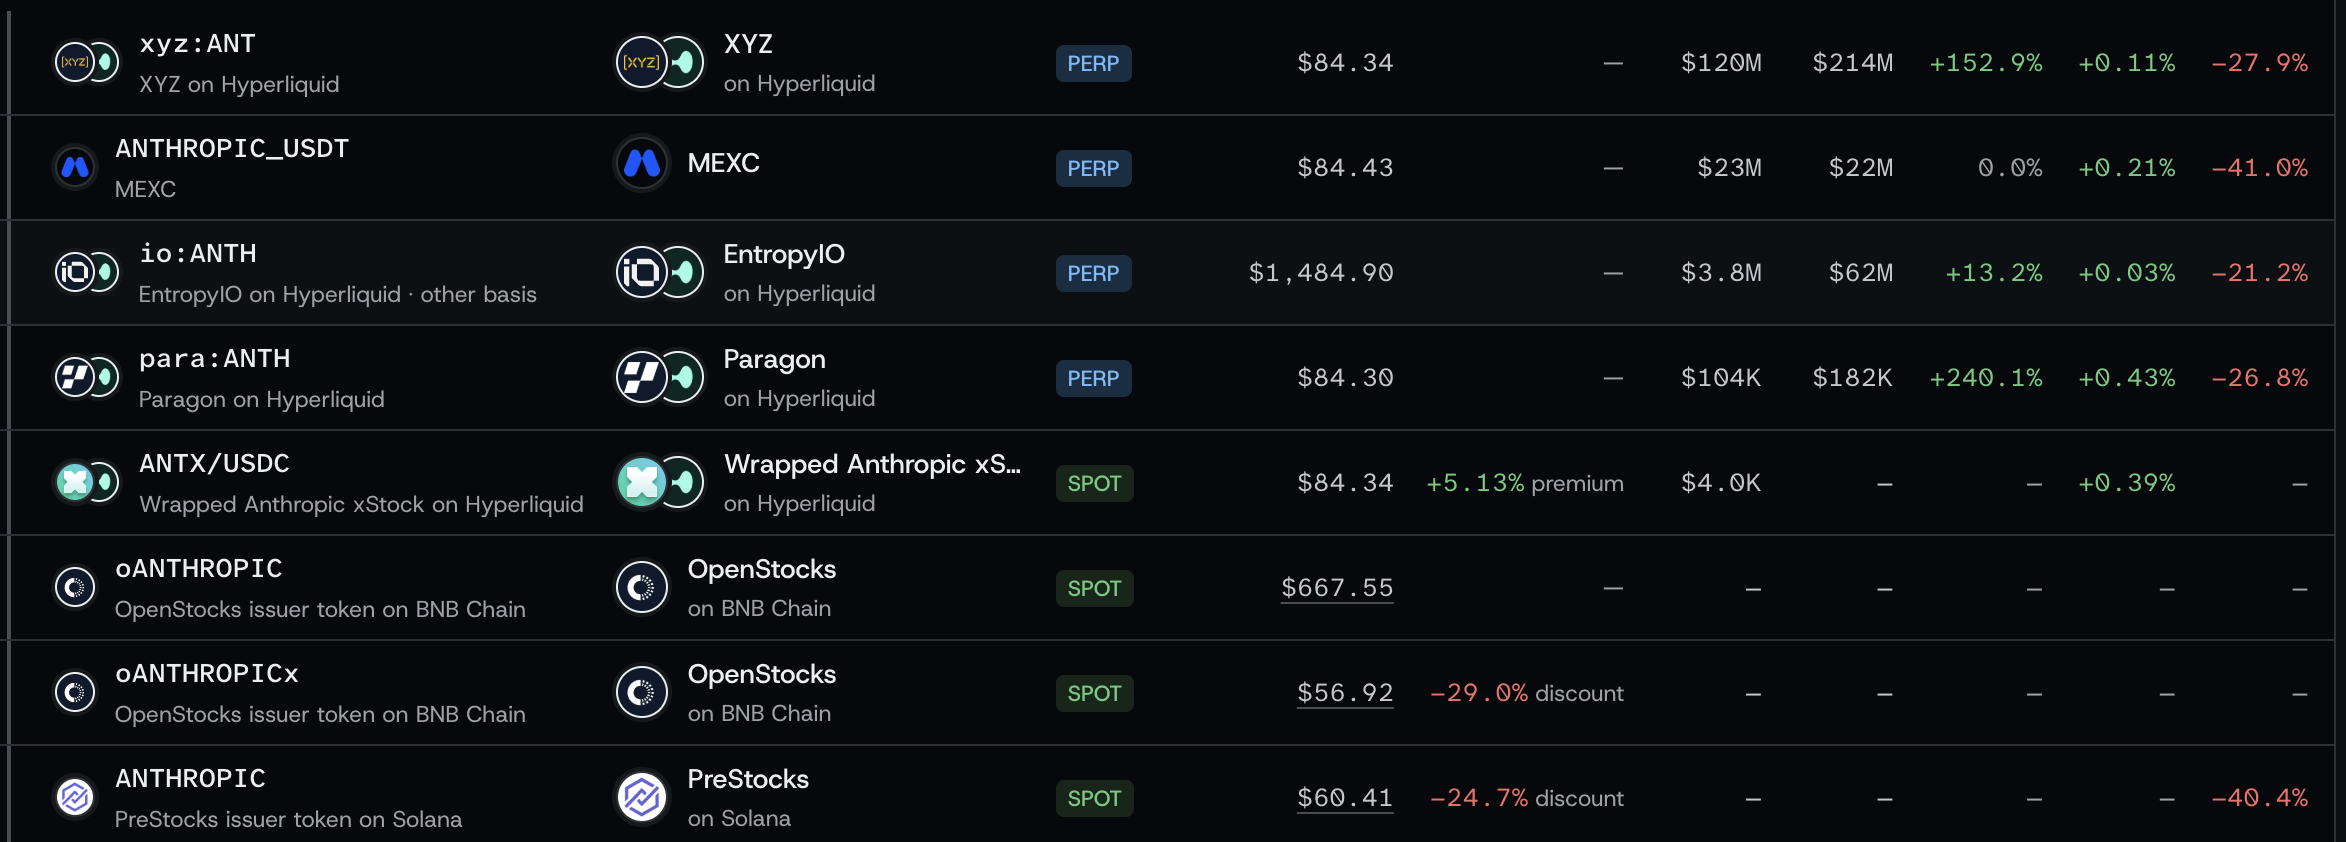 [XYZ] xyz:ANT [XYZ] XYZ PERP $84.34 — $120M $214M +152.9% +0.11% −27.9%
XYZ on Hyperliquid on Hyperliquid
ANTHROPIC_USDT MEXC PERP $84.43 — $23M $22M 0.0% +0.21% −41.0%
MEXC
io:ANTH EntropyIO PERP $1,484.90 — $3.8M $62M +13.2% +0.03% −21.2%
EntropyIO on Hyperliquid · other basis on Hyperliquid
para:ANTH Paragon PERP $84.30 — $104K $182K +240.1% +0.43% −26.8%
Paragon on Hyperliquid on Hyperliquid
ANTX/USDC Wrapped Anthropic xS... SPOT $84.34 +5.13% premium $4.0K — — +0.39% —
Wrapped Anthropic xStock on Hyperliquid on Hyperliquid
oANTHROPIC OpenStocks SPOT $667.55 — — — — — —
OpenStocks issuer token on BNB Chain on BNB Chain
oANTHROPICx OpenStocks SPOT $56.92 −29.0% discount — — — — —
OpenStocks issuer token on BNB Chain on BNB Chain
ANTHROPIC PreStocks SPOT $60.41 −24.7% discount — — — — −40.4%
PreStocks issuer token on Solana on Solana